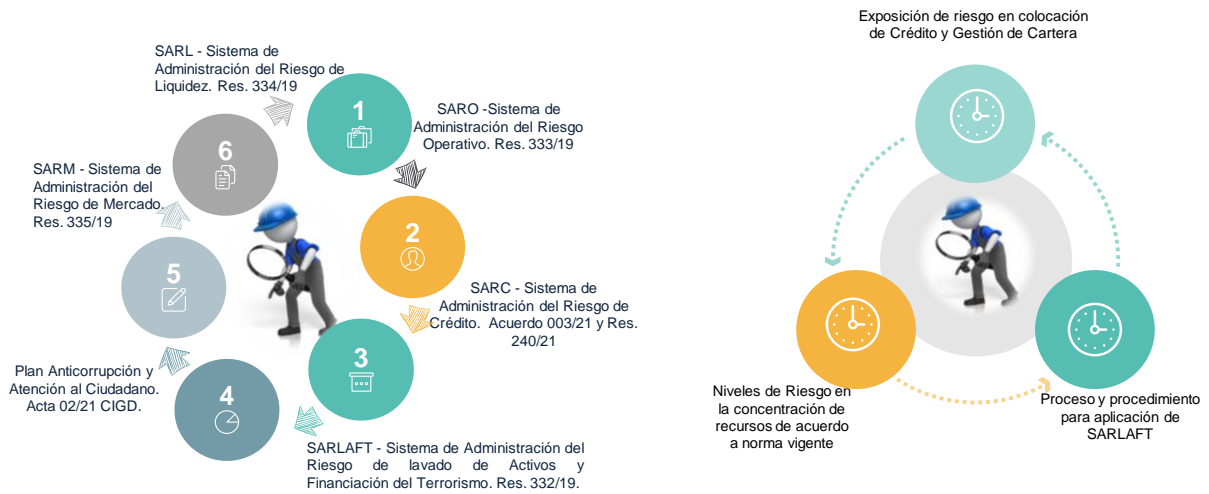 SARL - Sistema de
Administración del Riesgo de
Liquidez. Res. 334/19
1
SARO -Sistema de
Administración del Riesgo
Operativo. Res. 333/19
6
SARM - Sistema de
Administración del
Riesgo de Mercado.
Res. 335/19
2
5
SARC - Sistema de
Administración del Riesgo de
Crédito. Acuerdo 003/21 y Res.
240/21
3
Plan Anticorrupción y
Atención al Ciudadano.
Acta 02/21 CIGD.
4
SARLAFT - Sistema de Administración del
Riesgo de lavado de Activos y
Financiación del Terrorismo. Res. 332/19.
Exposición de riesgo en colocación
de Crédito y Gestión de Cartera
Niveles de Riesgo en
la concentración de
recursos de acuerdo
a norma vigente
Proceso y procedimiento
para aplicación de
SARLAFT